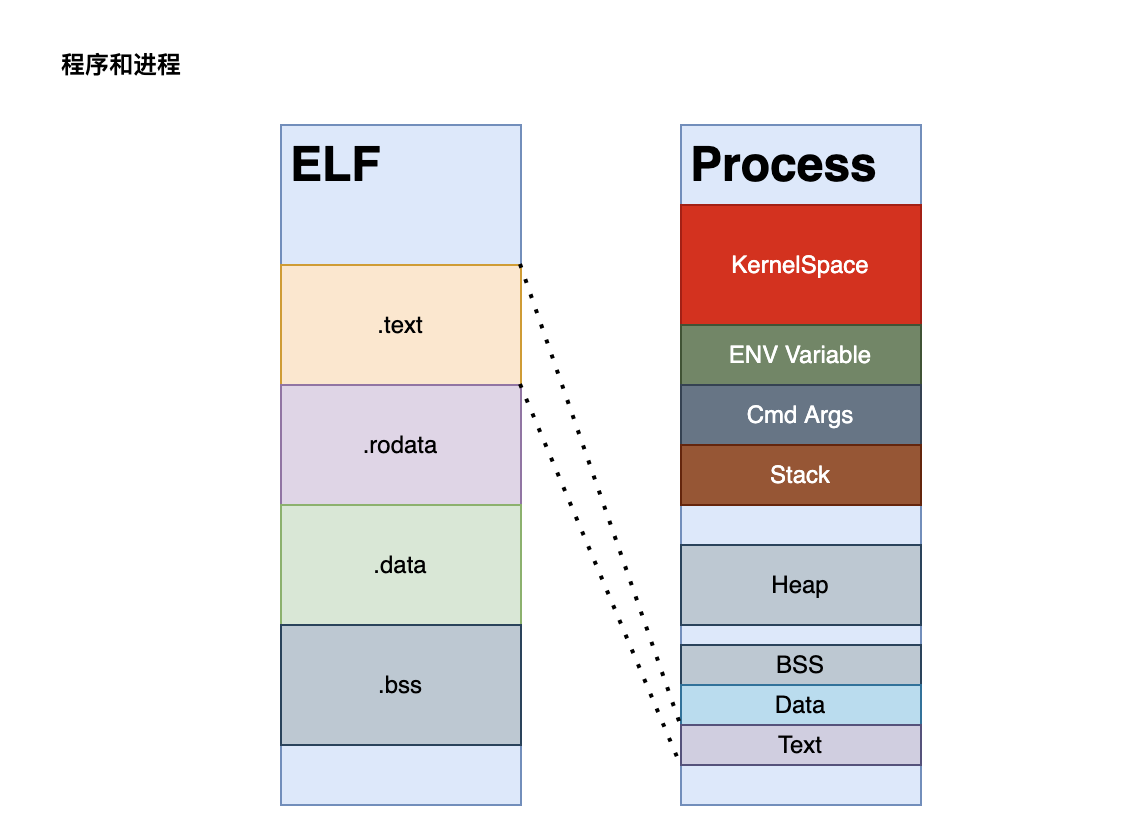 程序和进程
ELF
.text
.rodata
.data
.bss
Process
KernelSpace
ENV Variable
Cmd Args
Stack
Heap
BSS
Data
Text